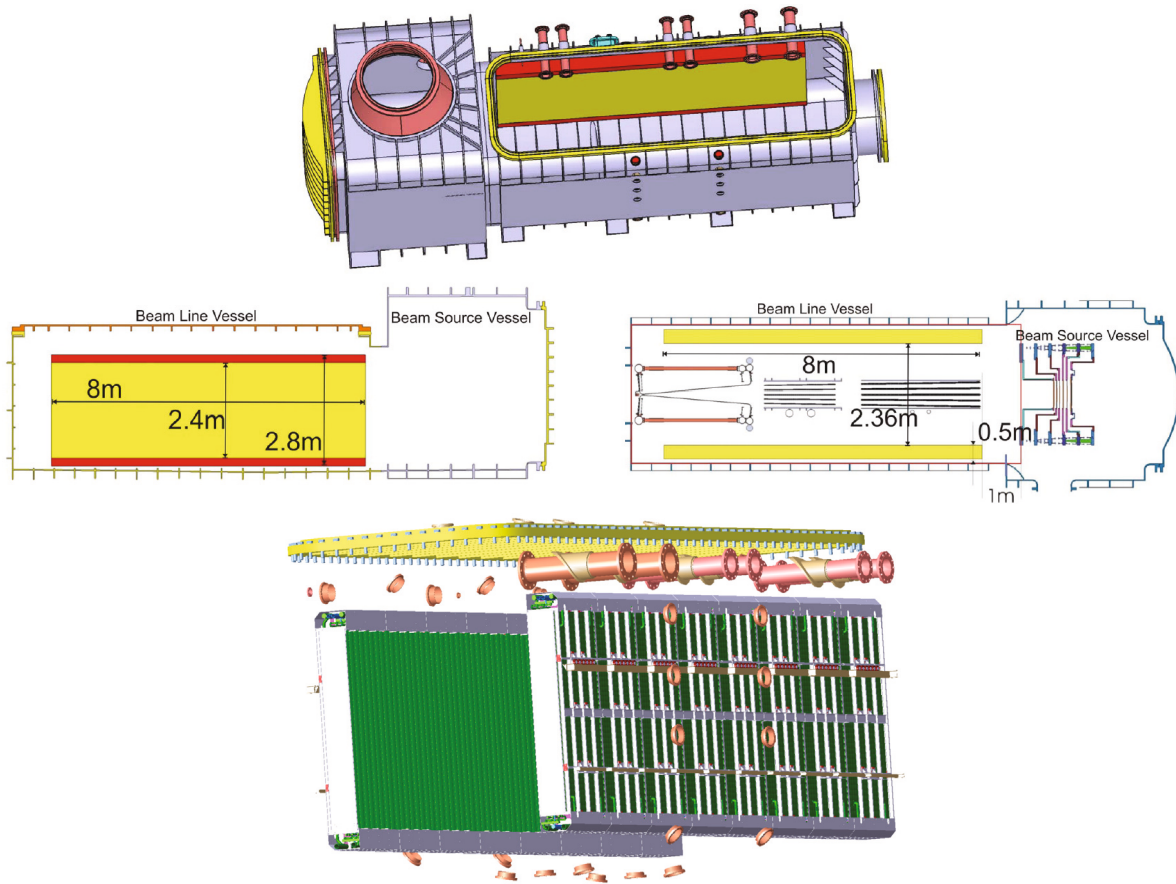 Beam Line Vessel
Beam Source Vessel
8m
2.4m
2.8m
Beam Line Vessel
Beam Source Vessel
8m
2.36m
0.5m
1m